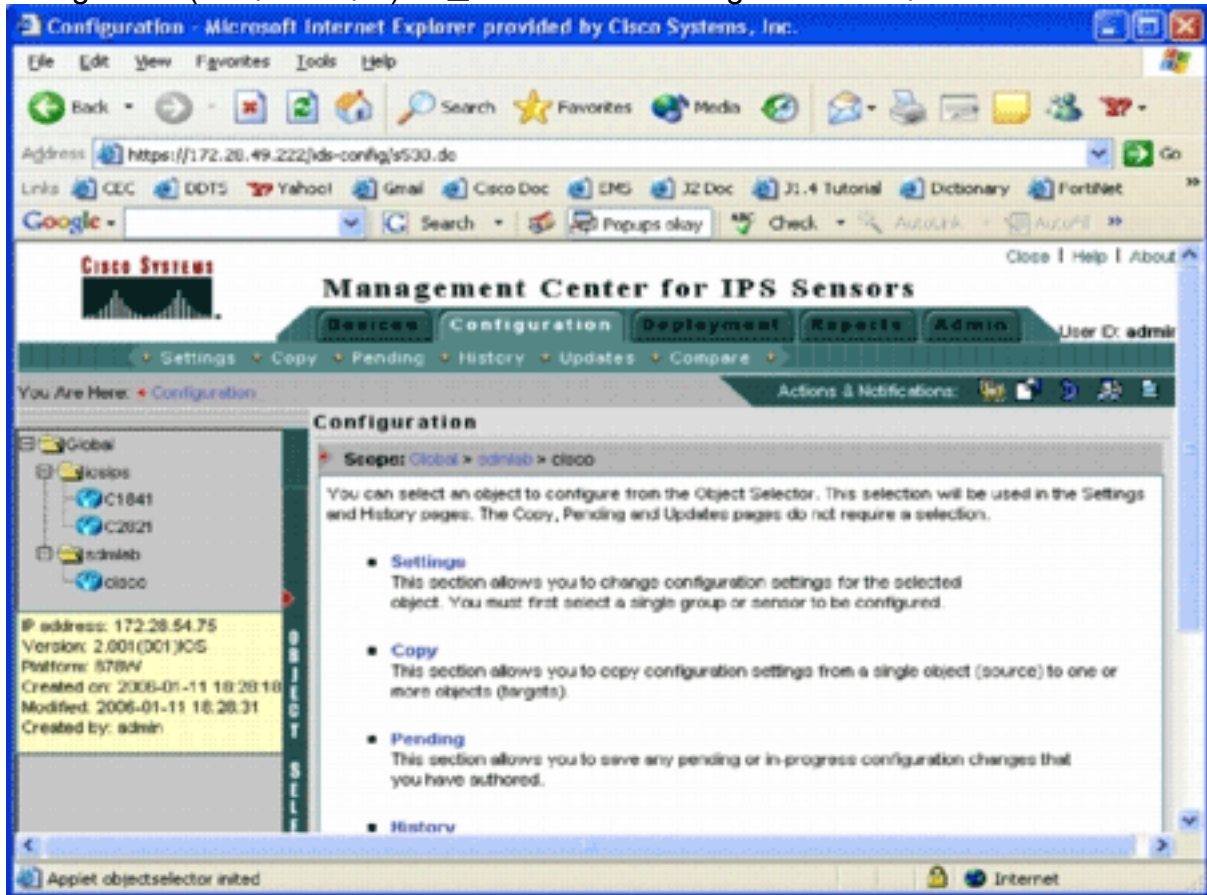 Configuration - Microsoft Internet Explorer provided by Cisco Systems, Inc.
File Edit View Favorites Tools Help
Back Search Favorites Media
Address https://172.28.49.222/ids-config/s530.do Go
Links CEC DDTS Yahoo! Gmail Cisco Doc EMS J2 Doc J1.4 Tutorial Dictionary FortiNet
Google Search Popups okay Check AutoLink AutoFill
Close | Help | About
CISCO SYSTEMS
Management Center for IPS Sensors
Devices Configuration Deployment Reports Admin
User ID: admin
Settings Copy Pending History Updates Compare
You Are Here: Configuration
Actions & Notifications:
Configuration
Global
iosips
C1841
C2821
sdmlab
cisco
IP address: 172.28.54.75
Version: 2.001(001)IOS
Platform: 878W
Created on: 2006-01-11 18:28:18
Modified: 2006-01-11 18:28:31
Created by: admin
OBJECT SELE
Scope: Global > sdmlab > cisco
You can select an object to configure from the Object Selector. This selection will be used in the Settings
and History pages. The Copy, Pending and Updates pages do not require a selection.
Settings
This section allows you to change configuration settings for the selected
object. You must first select a single group or sensor to be configured.
Copy
This section allows you to copy configuration settings from a single object (source) to one or
more objects (targets).
Pending
This section allows you to save any pending or in-progress configuration changes that
you have authored.
History
Applet objectselector inited
Internet